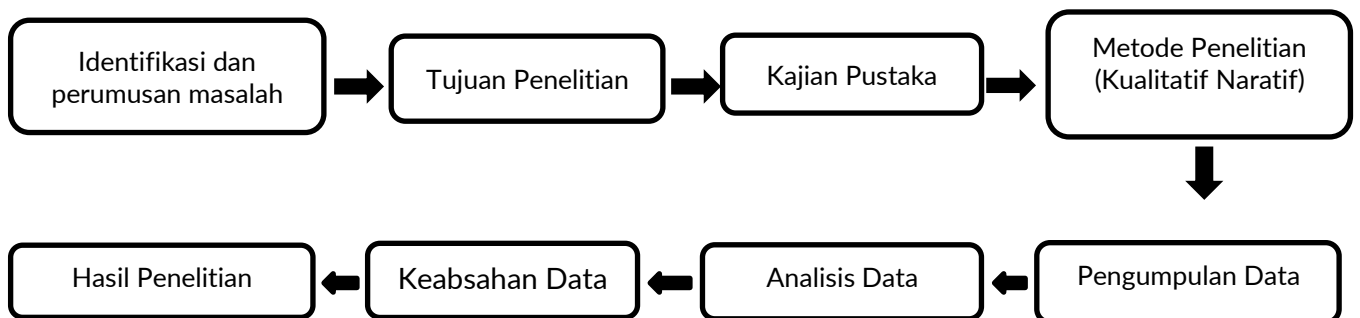 Identifikasi dan
perumusan masalah
Tujuan Penelitian
Kajian Pustaka
Metode Penelitian
(Kualitatif Naratif)
Pengumpulan Data
Analisis Data
Keabsahan Data
Hasil Penelitian